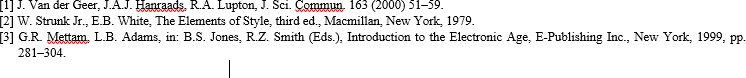 [1] J. Van der Geer, J.A.J. Hanraads, R.A. Lupton, J. Sci. Commun. 163 (2000) 51–59.
[2] W. Strunk Jr., E.B. White, The Elements of Style, third ed., Macmillan, New York, 1979.
[3] G.R. Mettam, L.B. Adams, in: B.S. Jones, R.Z. Smith (Eds.), Introduction to the Electronic Age, E-Publishing Inc., New York, 1999, pp.
281–304.